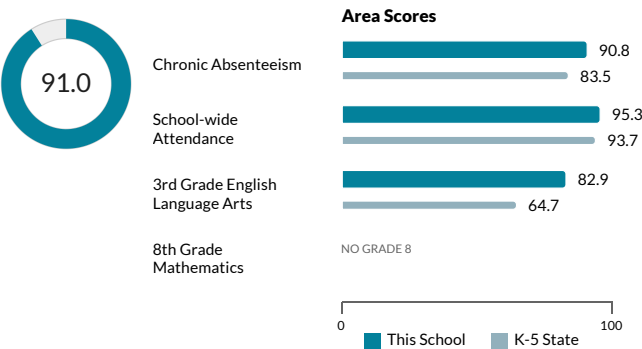 Area Scores
91.0
Chronic Absenteeism
90.8
83.5
School-wide
Attendance
95.3
93.7
3rd Grade English
Language Arts
82.9
64.7
8th Grade
Mathematics
NO GRADE 8
0
100
This School
K-5 State